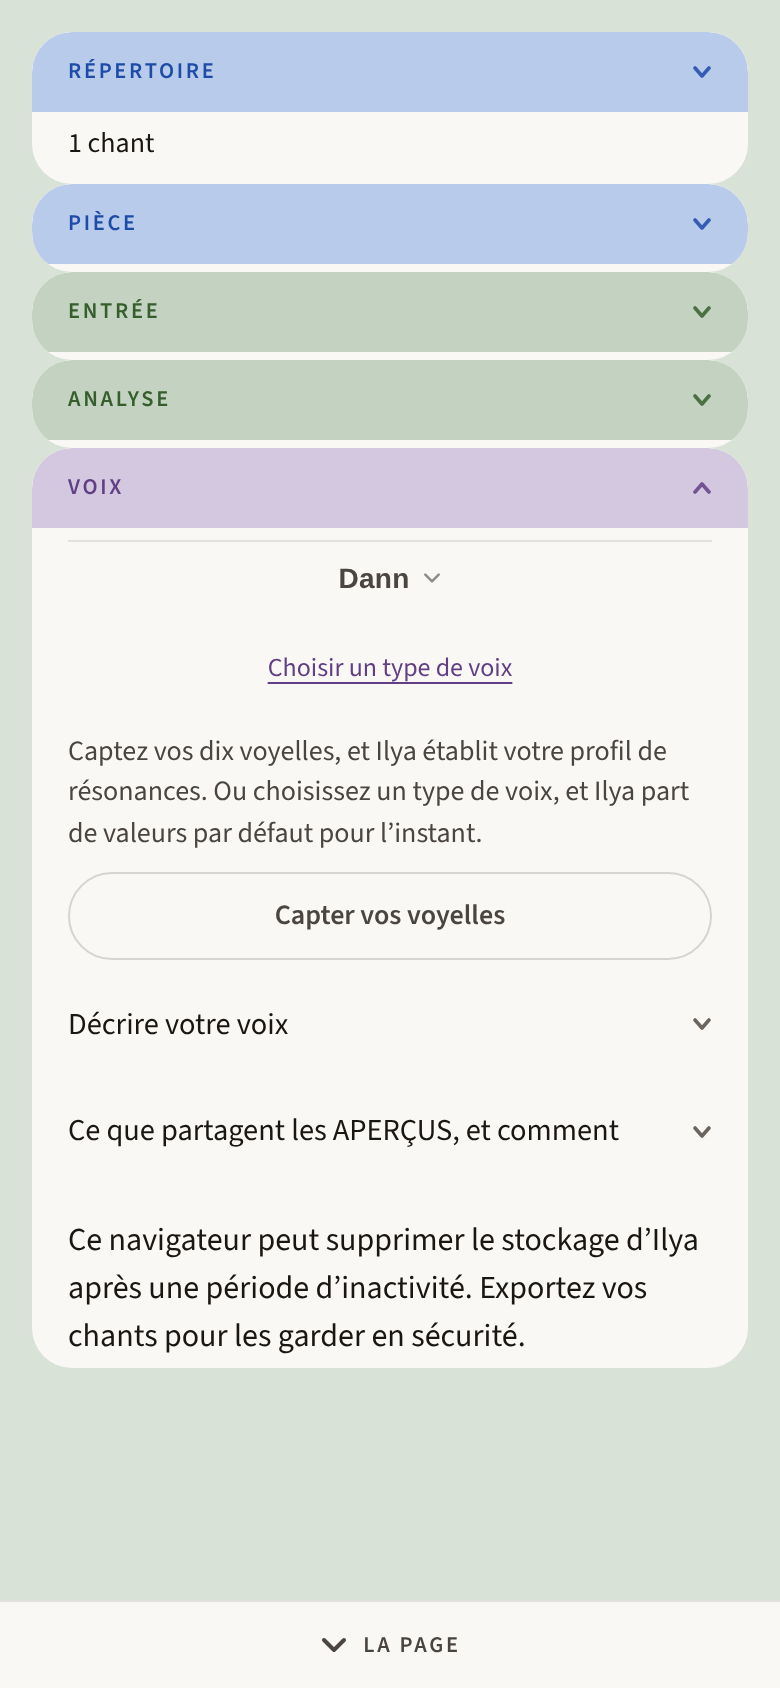 RÉPERTOIRE
1 chant
PIÈCE
ENTRÉE
ANALYSE
VOIX
Dann
Choisir un type de voix
Captez vos dix voyelles, et Ilya établit votre profil de
résonances. Ou choisissez un type de voix, et Ilya part
de valeurs par défaut pour l’instant.
Capter vos voyelles
Décrire votre voix
Ce que partagent les APERÇUS, et comment
Ce navigateur peut supprimer le stockage d’Ilya
après une période d’inactivité. Exportez vos
chants pour les garder en sécurité.
LA PAGE